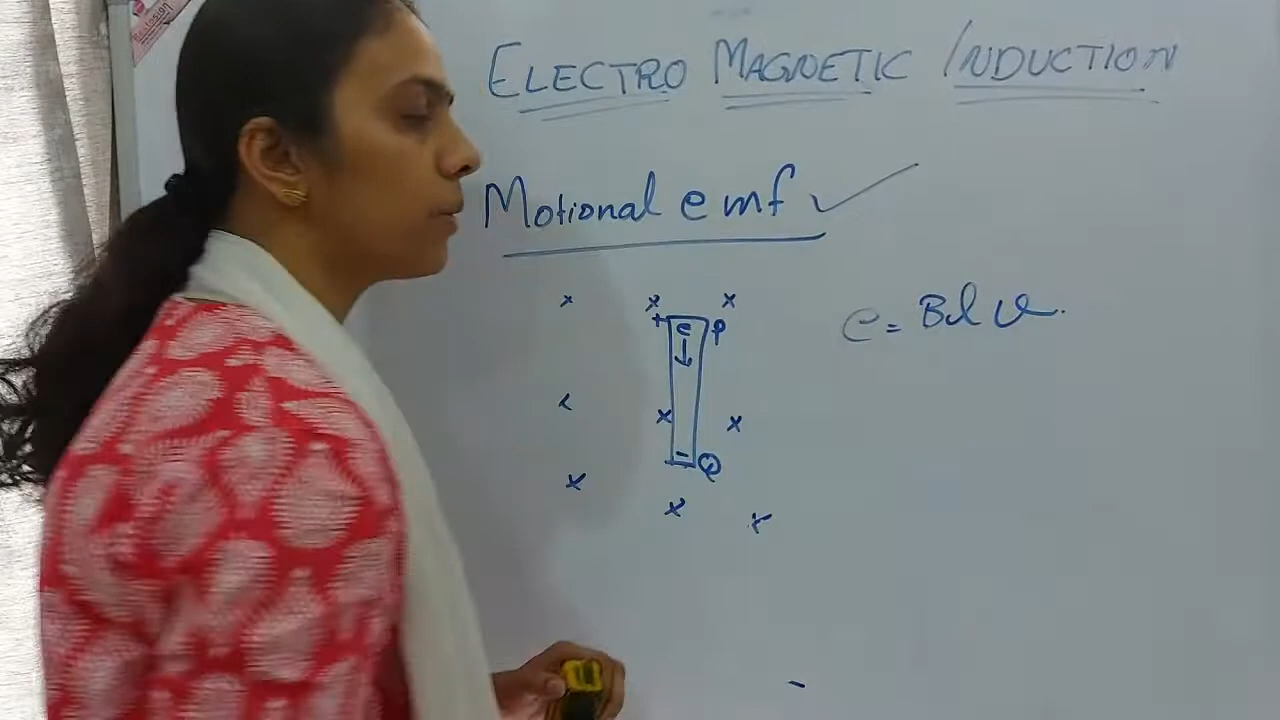 ELECTRO MAGNETIC INDUCTION
Motional emf ✓
x x x
+ e P
e = Blv.
x x x
- Q
x x x